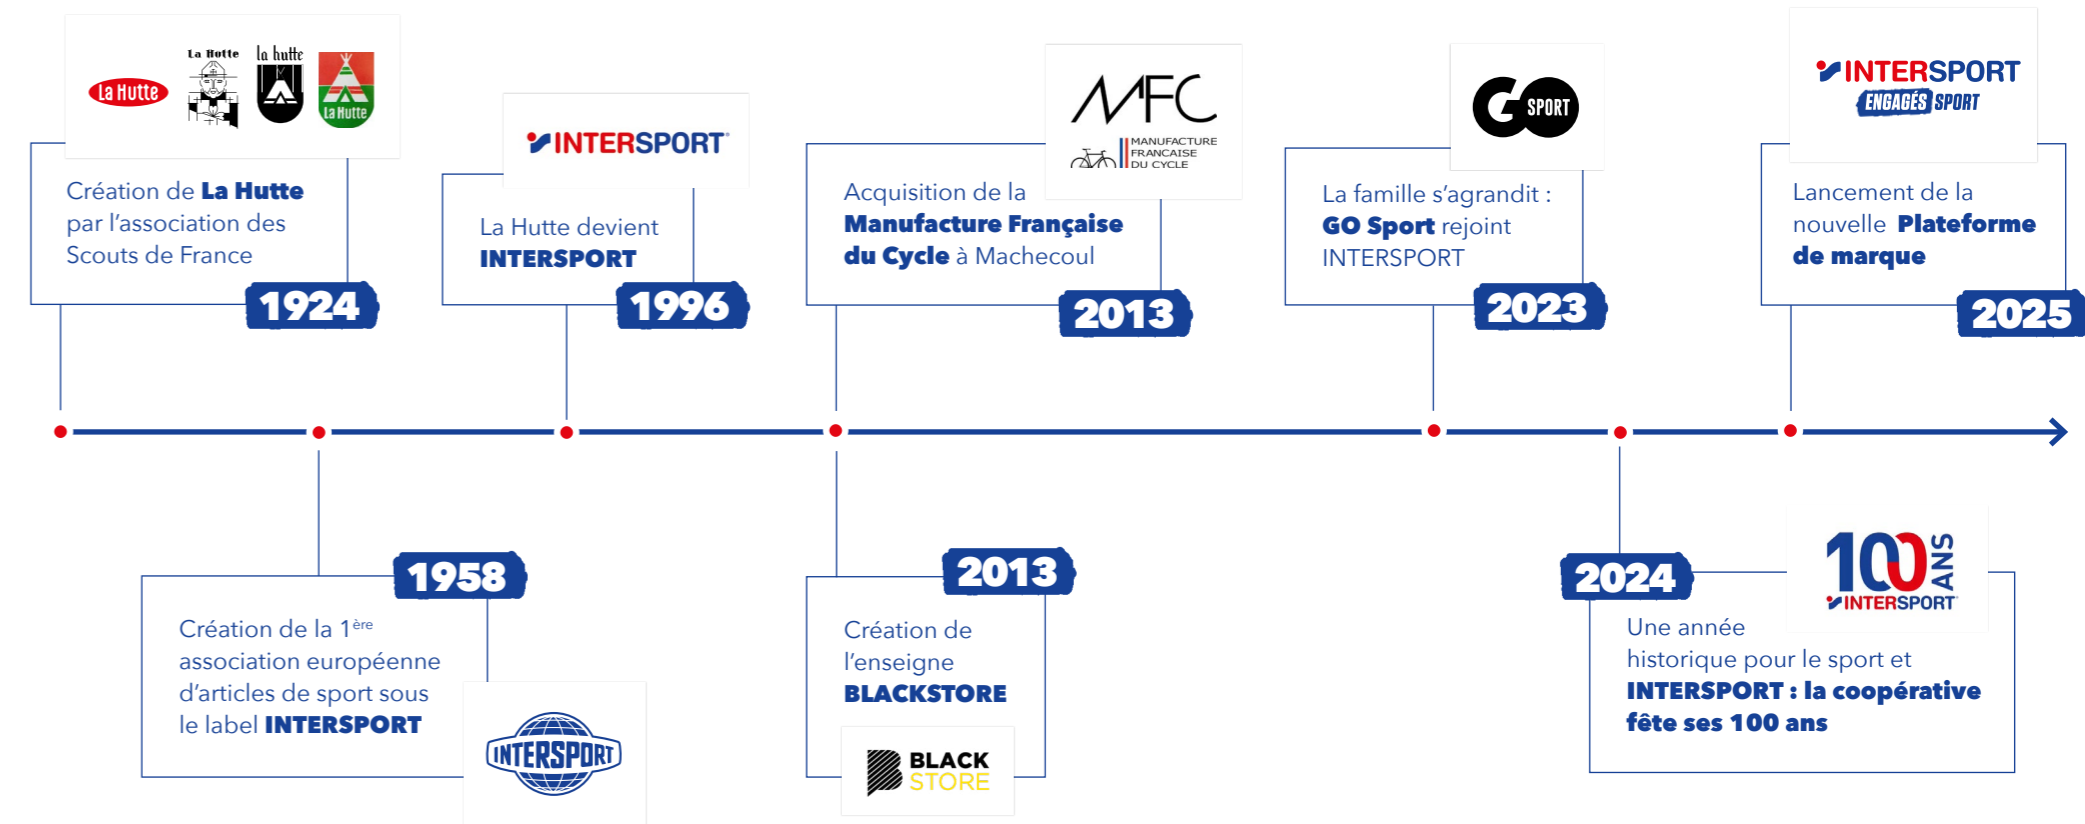 La Hutte
La Hutte
la hutte
La Hutte
Création de La Hutte
par l’association des
Scouts de France
1924
INTERSPORT
La Hutte devient
INTERSPORT
1996
MFC
MANUFACTURE
FRANCAISE
DU CYCLE
Acquisition de la
Manufacture Française
du Cycle à Machecoul
2013
GO SPORT
La famille s’agrandit :
GO Sport rejoint
INTERSPORT
2023
INTERSPORT
ENGAGÉS SPORT
Lancement de la
nouvelle Plateforme
de marque
2025
1958
Création de la 1ère
association européenne
d’articles de sport sous
le label INTERSPORT
INTERSPORT
2013
Création de
l’enseigne
BLACKSTORE
B BLACK
STORE
2024
100 ANS
INTERSPORT
Une année
historique pour le sport et
INTERSPORT : la coopérative
fête ses 100 ans